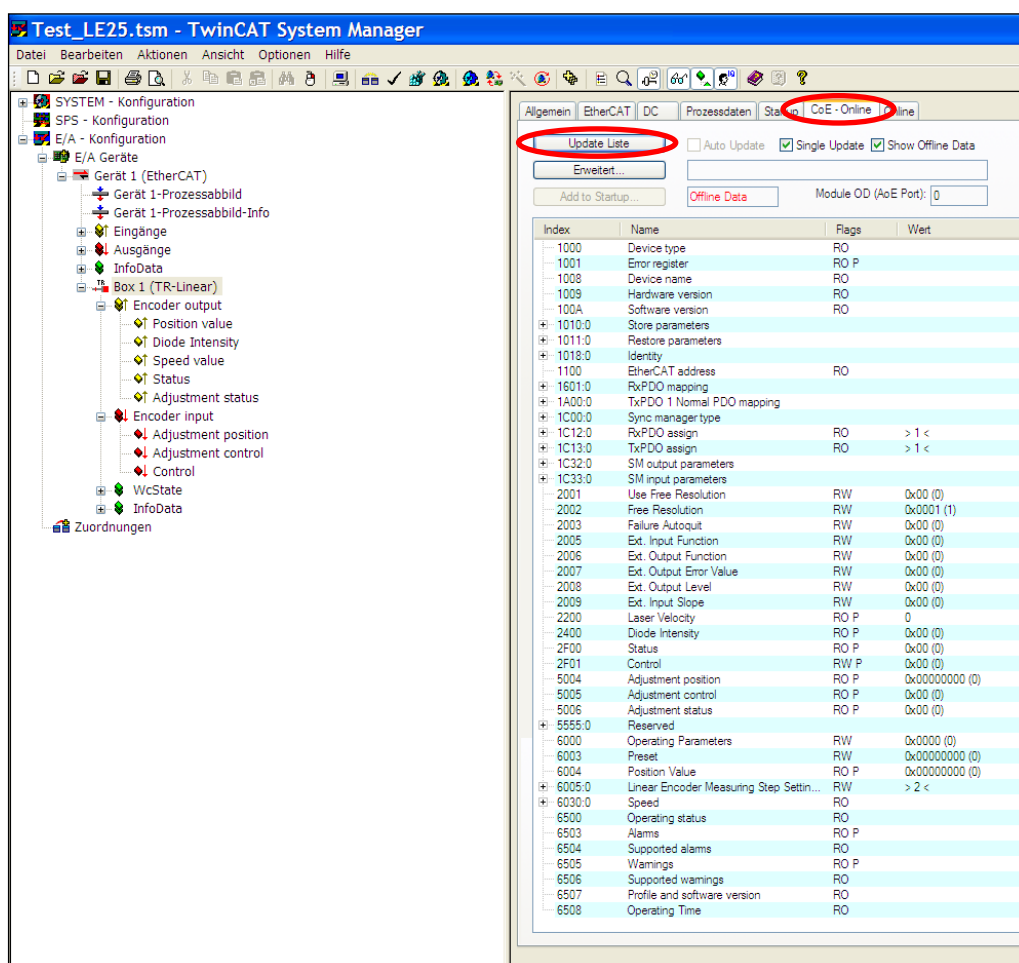 Test_LE25.tsm - TwinCAT System Manager
Datei Bearbeiten Aktionen Ansicht Optionen Hilfe
SYSTEM - Konfiguration
SPS - Konfiguration
E/A - Konfiguration
E/A Geräte
Gerät 1 (EtherCAT)
Gerät 1-Prozessabbild
Gerät 1-Prozessabbild-Info
Eingänge
Ausgänge
InfoData
Box 1 (TR-Linear)
Encoder output
Position value
Diode Intensity
Speed value
Status
Adjustment status
Encoder input
Adjustment position
Adjustment control
Control
WcState
InfoData
Zuordnungen
Allgemein EtherCAT DC Prozessdaten CoE - Online
Update Liste Auto Update Single Update Show Offline Data
Erweitert...
Add to Startup... Offline Data Module OD (AoE Port): 0
Index Name Flags Wert
1000 Device type RO
1001 Error register RO P
1008 Device name RO
1009 Hardware version RO
100A Software version RO
1010:0 Store parameters
1011:0 Restore parameters
1018:0 Identity
1100 EtherCAT address RO
1601:0 RxPDO mapping
1A00:0 TxPDO 1 Normal PDO mapping
1C00:0 Sync manager type
1C12:0 RxPDO assign RO > 1 <
1C13:0 TxPDO assign RO > 1 <
1C32:0 SM output parameters
1C33:0 SM input parameters
2001 Use Free Resolution RW 0x00 (0)
2002 Free Resolution RW 0x0001 (1)
2003 Failure Autoquit RW 0x00 (0)
2005 Ext. Input Function RW 0x00 (0)
2006 Ext. Output Function RW 0x00 (0)
2007 Ext. Output Error Value RW 0x00 (0)
2008 Ext. Output Level RW 0x00 (0)
2009 Ext. Input Slope RW 0x00 (0)
2200 Laser Velocity RO P 0
2400 Diode Intensity RO P 0x00 (0)
2F00 Status RO P 0x00 (0)
2F01 Control RW P 0x00 (0)
5004 Adjustment position RO P 0x00000000 (0)
5005 Adjustment control RO P 0x00 (0)
5006 Adjustment status RO P 0x00 (0)
5555:0 Reserved
6000 Operating Parameters RW 0x0000 (0)
6003 Preset RW 0x00000000 (0)
6004 Position Value RO P 0x00000000 (0)
6005:0 Linear Encoder Measuring Step Settin... RW > 2 <
6030:0 Speed RO
6500 Operating status RO
6503 Alarms RO P
6504 Supported alarms RO
6505 Warnings RO P
6506 Supported warnings RO
6507 Profile and software version RO
6508 Operating Time RO